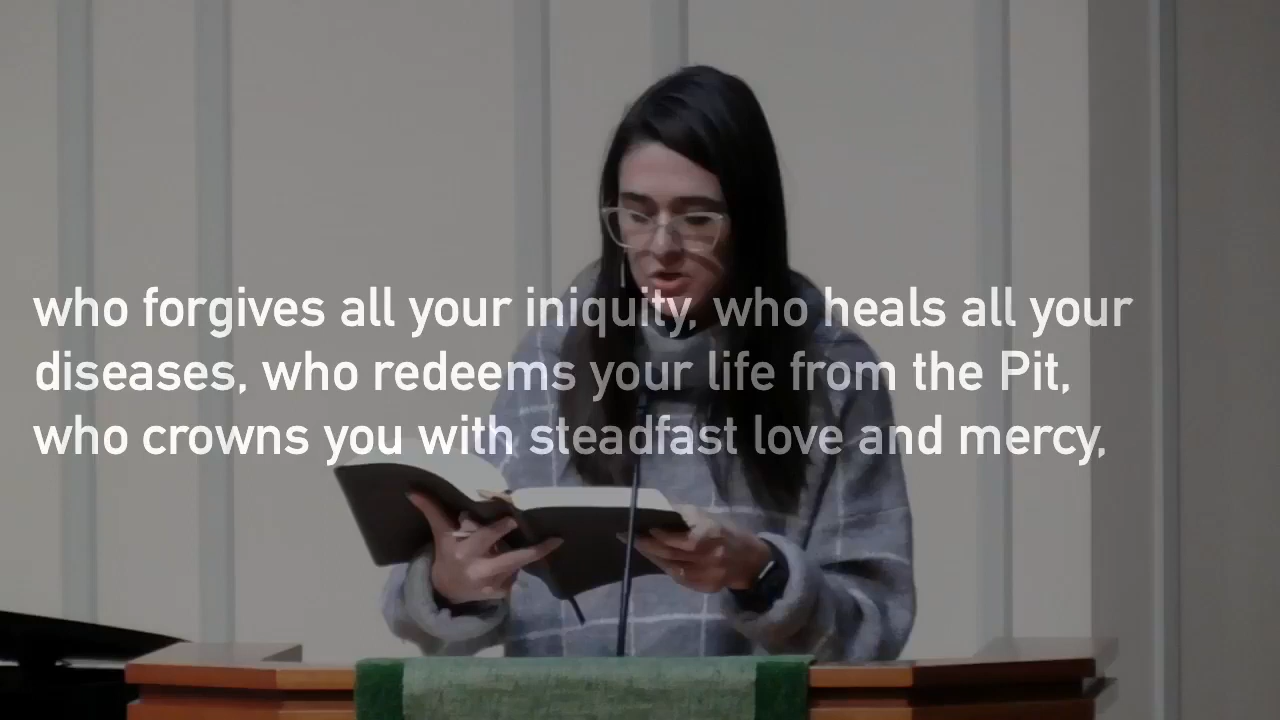 who forgives all your iniquity, who heals all your
diseases, who redeems your life from the Pit,
who crowns you with steadfast love and mercy,